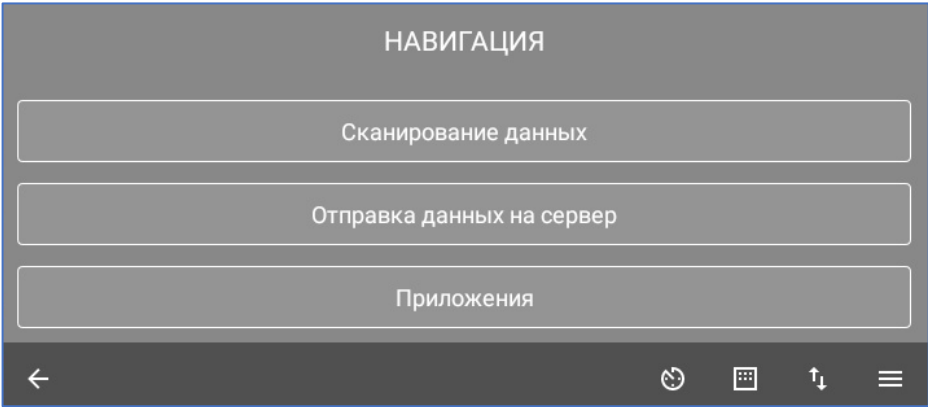 НАВИГАЦИЯ
Сканирование данных
Отправка данных на сервер
Приложения